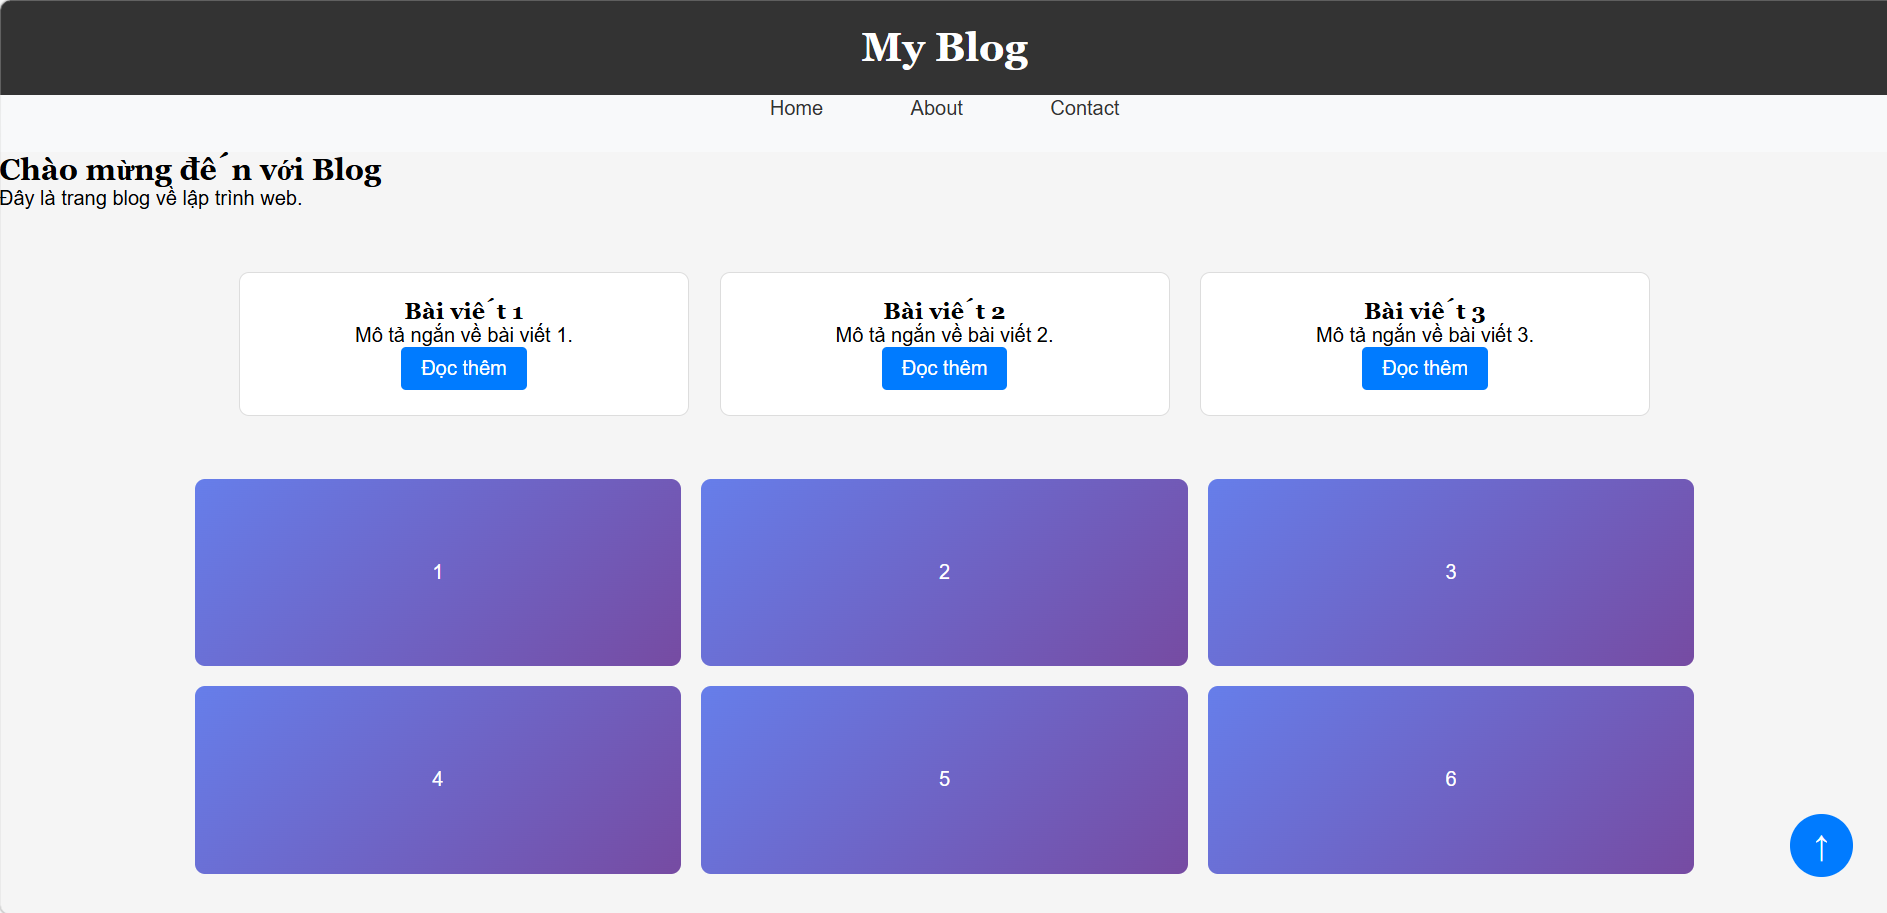 My Blog
Home About Contact
Chào mừng đến với Blog
Đây là trang blog về lập trình web.
Bài viết 1
Mô tả ngắn về bài viết 1.
Đọc thêm
Bài viết 2
Mô tả ngắn về bài viết 2.
Đọc thêm
Bài viết 3
Mô tả ngắn về bài viết 3.
Đọc thêm
1
2
3
4
5
6
↑